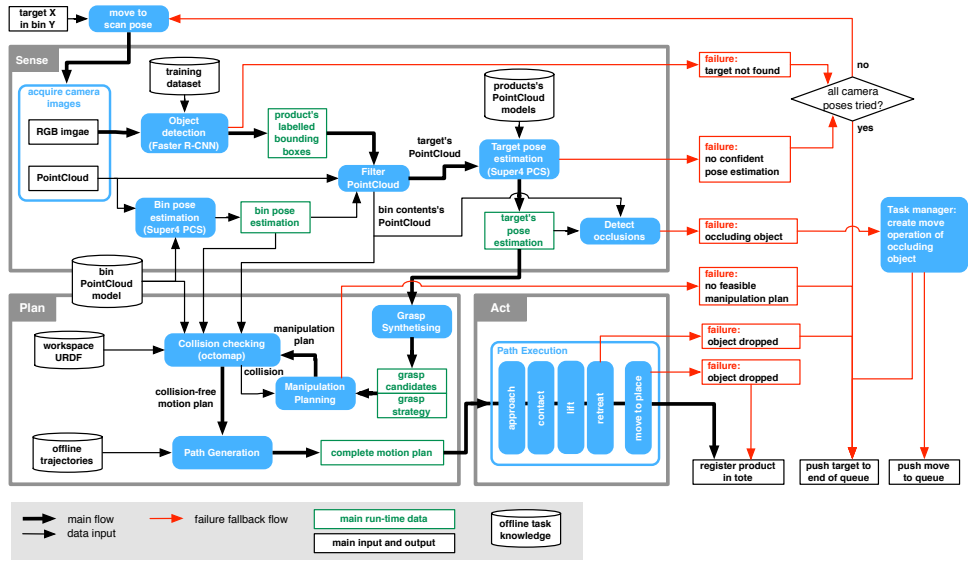 target X
in bin Y
move to
scan pose
Sense
acquire camera
images
RGB imgae
PointCloud
training
dataset
Object
detection
(Faster R-CNN)
product's
labelled
bounding
boxes
Bin pose
estimation
(Super4 PCS)
bin pose
estimation
Filter
PointCloud
target's
PointCloud
bin contents's
PointCloud
products's
PointCloud
models
Target pose
estimation
(Super4 PCS)
target's
pose
estimation
Detect
occlusions
bin
PointCloud
model
failure:
target not found
failure:
no confident
pose estimation
failure:
occluding object
failure:
no feasible
manipulation plan
failure:
object dropped
failure:
object dropped
no
all camera
poses tried?
yes
Task manager:
create move
operation of
occluding
object
Plan
workspace
URDF
Collision checking
(octomap)
manipulation
plan
collision
collision-free
motion plan
Manipulation
Planning
Grasp
Synthetising
grasp
candidates
grasp
strategy
offline
trajectories
Path Generation
complete motion plan
Act
Path Execution
approach
contact
lift
retreat
move to place
register product
in tote
push target to
end of queue
push move
to queue
main flow
data input
failure fallback flow
main run-time data
main input and output
offline task
knowledge